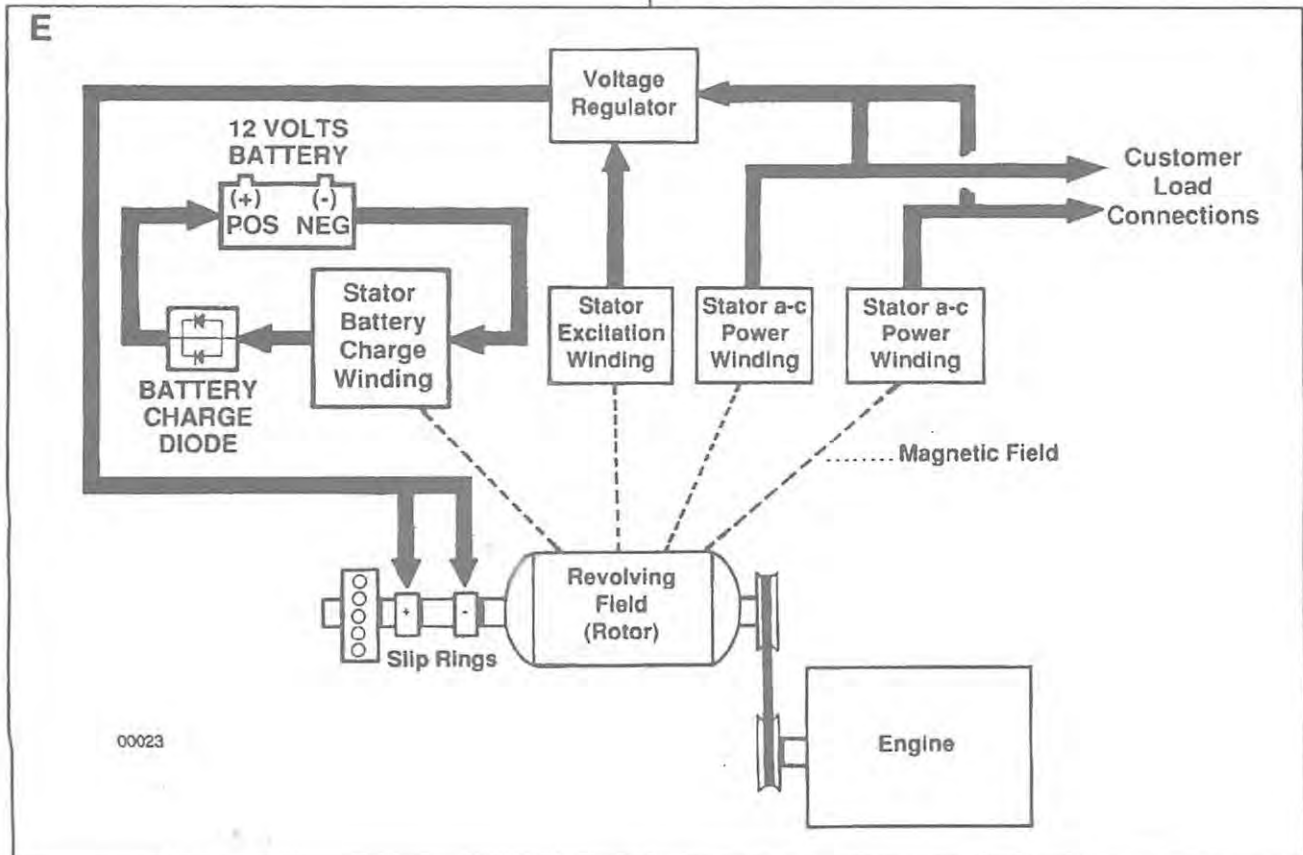 E
Voltage
Regulator
12 VOLTS
BATTERY
(+) (-)
POS NEG
Customer
Load
Connections
Stator
Battery
Charge
Winding
Stator
Excitation
Winding
Stator a-c
Power
Winding
Stator a-c
Power
Winding
BATTERY
CHARGE
DIODE
Magnetic Field
Revolving
Field
(Rotor)
+ -
Slip Rings
Engine
00023